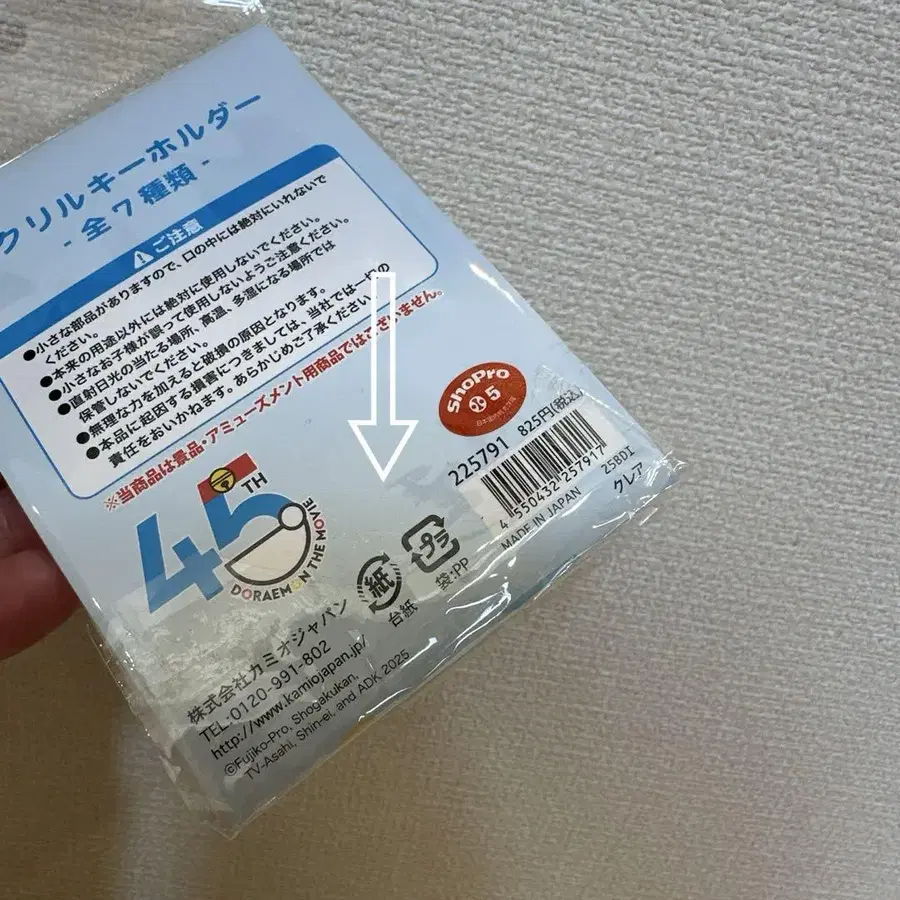 クリルキーホルダー
- 全7種類 -
⚠ご注意
●小さな部品がありますので、口の中には絶対にいれないで
ください。
●本来の用途以外には絶対に使用しないでください。
●小さなお子様が誤って使用しないようご注意ください。
●直射日光の当たる場所、高温、多湿になる場所では
保管しないでください。
●無理な力を加えると破損の原因となります。
●本品に起因する損害につきましては、当社では一切の
責任をおいかねます。あらかじめご了承ください。
※当商品は景品・アミューズメント用商品ではございません。
ShoPro
5
225791 825円(税込)
4 550432 257917
MADE IN JAPAN
258DI
クレア
45TH
DORAEMON THE MOVIE
紙
台紙
プラ
袋:PP
株式会社カミオジャパン
TEL.0120-991-802
http://www.kamiojapan.jp/
©Fujiko-Pro, Shogakukan,
TV-Asahi, Shin-ei, and ADK 2025